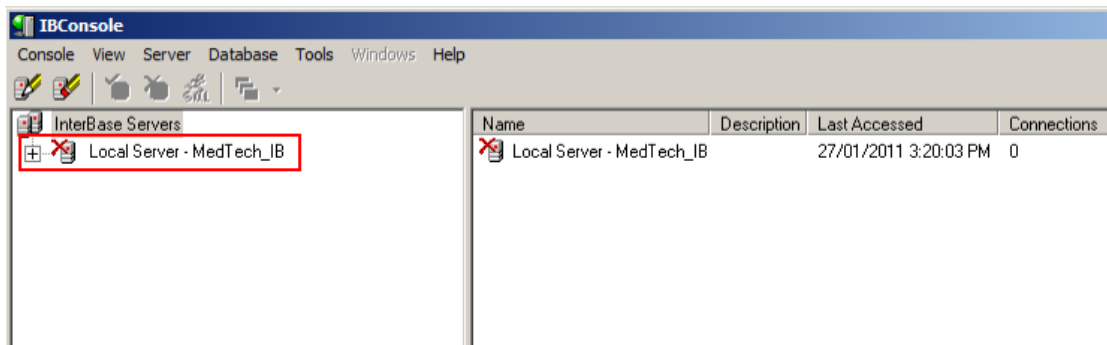 IBConsole
Console View Server Database Tools Windows Help
SQL
InterBase Servers
Local Server - MedTech_IB
Name Description Last Accessed Connections
Local Server - MedTech_IB 27/01/2011 3:20:03 PM 0